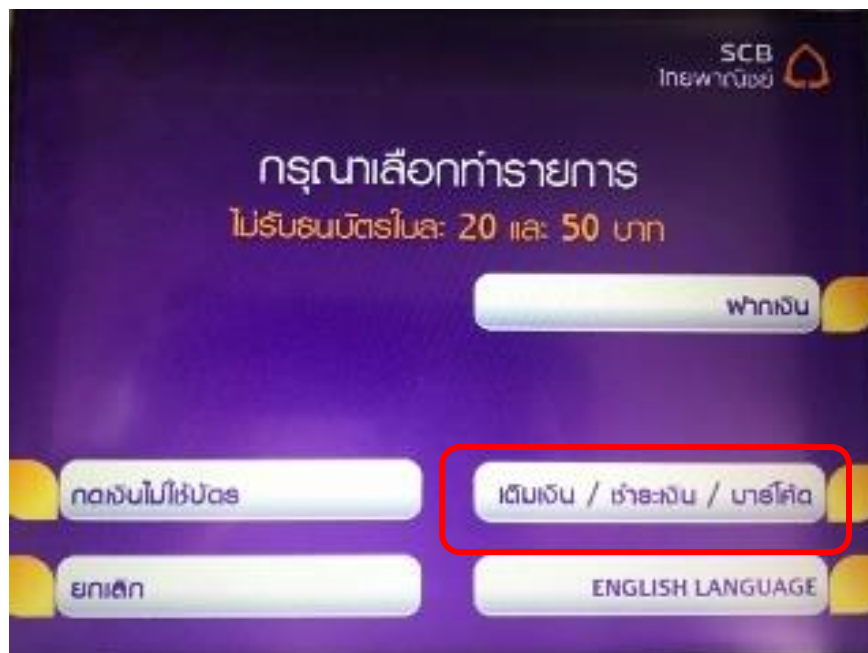 SCB
ไทยพาณิชย์
กรุณาเลือกทำรายการ
ไม่รับธนบัตรใบละ 20 และ 50 บาท
ฝากเงิน
กดเงินไม่ใช้บัตร
เติมเงิน / ชำระเงิน / บาร์โค้ด
ยกเลิก
ENGLISH LANGUAGE